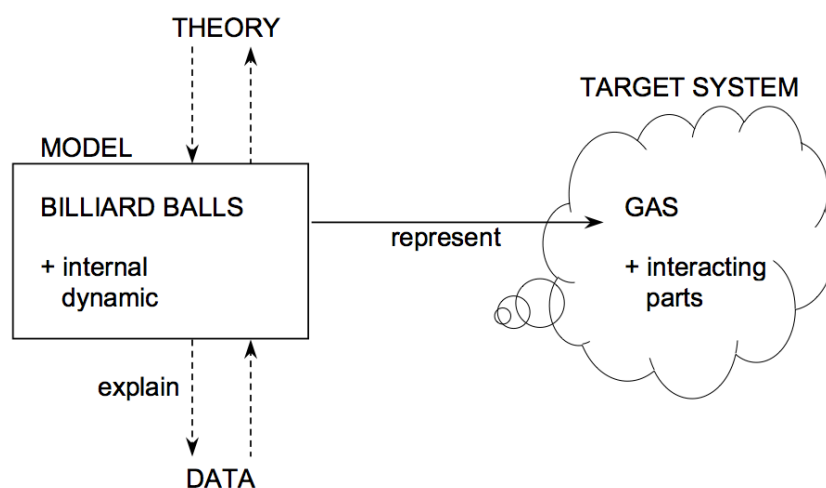 THEORY
TARGET SYSTEM
MODEL
BILLIARD BALLS
+ internal
dynamic
represent
GAS
+ interacting
parts
explain
DATA